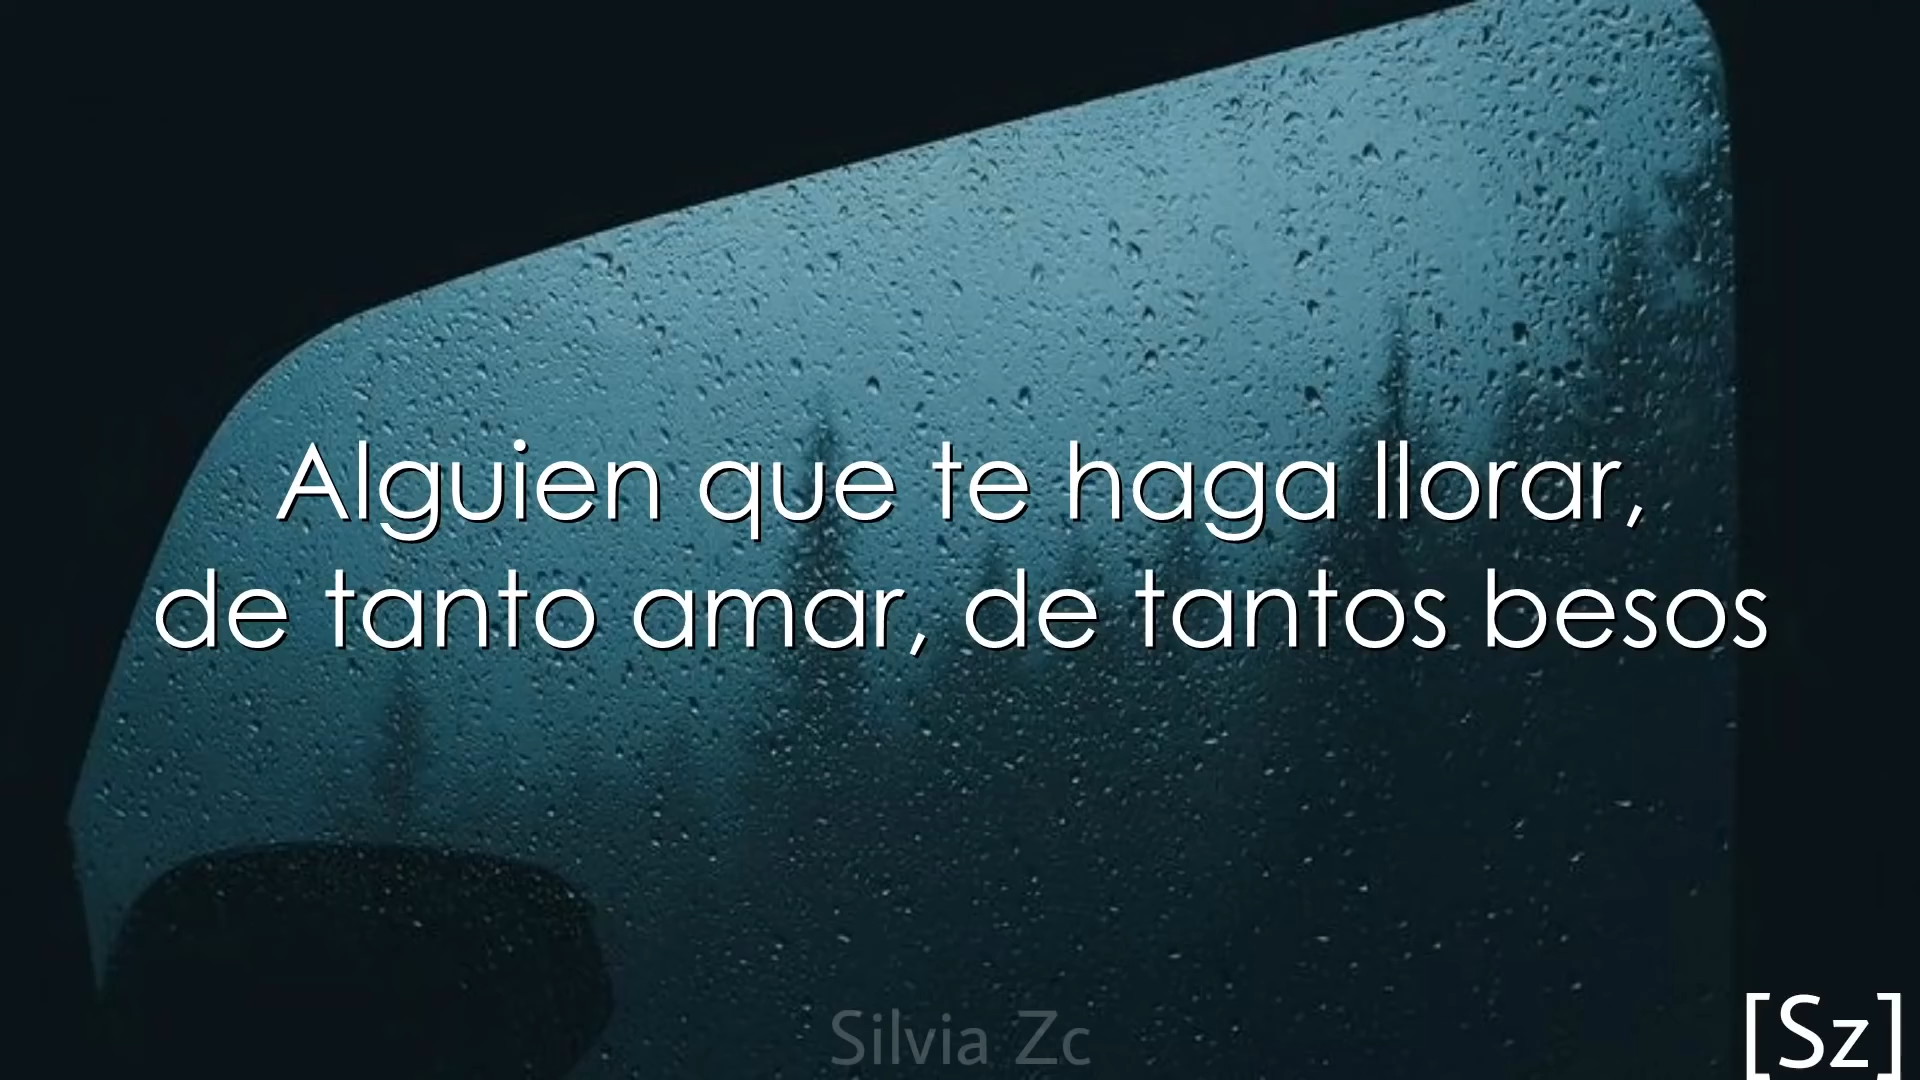 Alguien que te haga llorar,
de tanto amar, de tantos besos
Silvia Zc
[Sz]